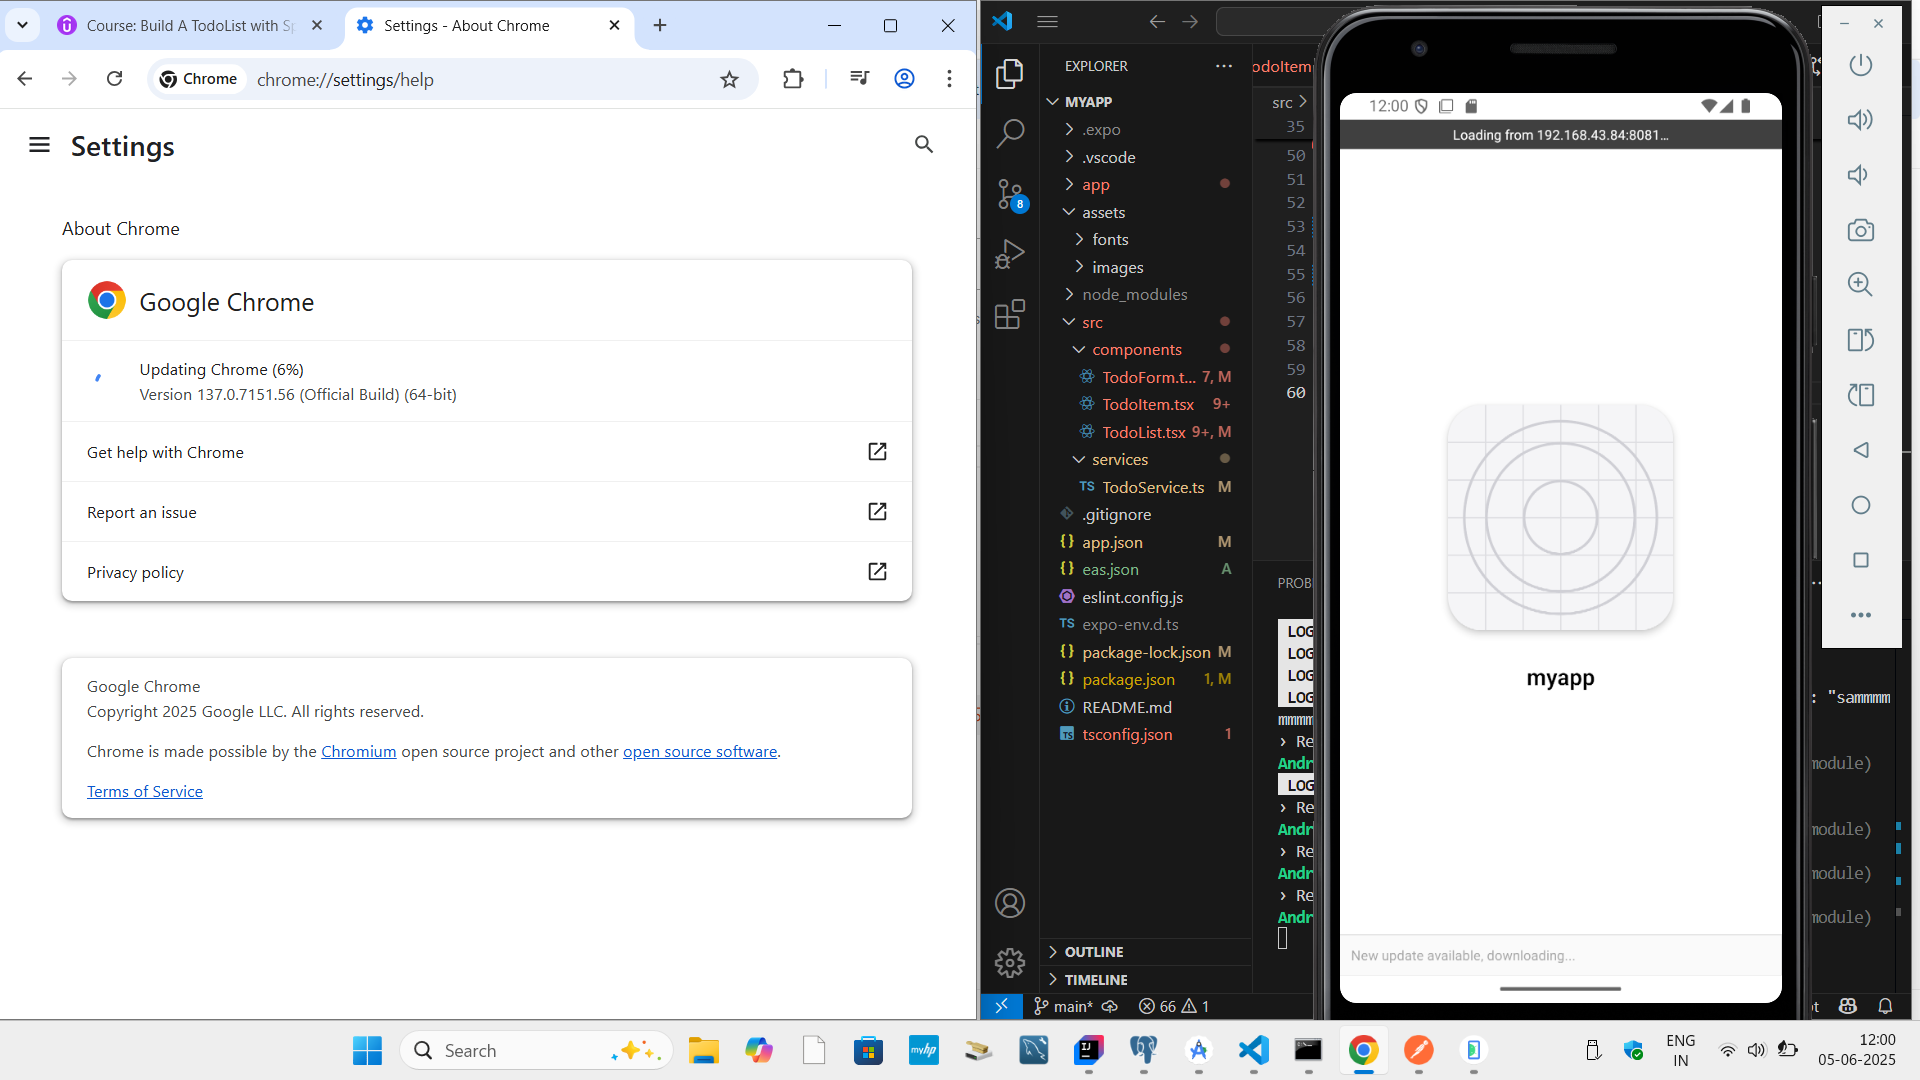 Course: Build A TodoList with Sp
Settings - About Chrome
Chrome
chrome://settings/help
Settings
About Chrome
Google Chrome
Updating Chrome (6%)
Version 137.0.7151.56 (Official Build) (64-bit)
Get help with Chrome
Report an issue
Privacy policy
Google Chrome
Copyright 2025 Google LLC. All rights reserved.
Chrome is made possible by the Chromium open source project and other open source software.
Terms of Service
EXPLORER
MYAPP
.expo
.vscode
app
assets
fonts
images
node_modules
src
components
TodoForm.t... 7, M
TodoItem.tsx 9+
TodoList.tsx 9+, M
services
TS TodoService.ts M
.gitignore
{} app.json M
{} eas.json A
eslint.config.js
TS expo-env.d.ts
{} package-lock.json M
{} package.json 1, M
README.md
TS tsconfig.json 1
OUTLINE
TIMELINE
8
main*
66
1
odoItem
src >
35
50
51
52
53
54
55
56
57
58
59
60
PROB
LOG
LOG
LOG
LOG
mmmm
› Re
Andr
LOG
› Re
Andr
› Re
Andr
› Re
Andr
: "sammmm
module)
module)
module)
module)
12:00
Loading from 192.168.43.84:8081...
myapp
New update available, downloading...
Search
myhp
ENG
IN
12:00
05-06-2025